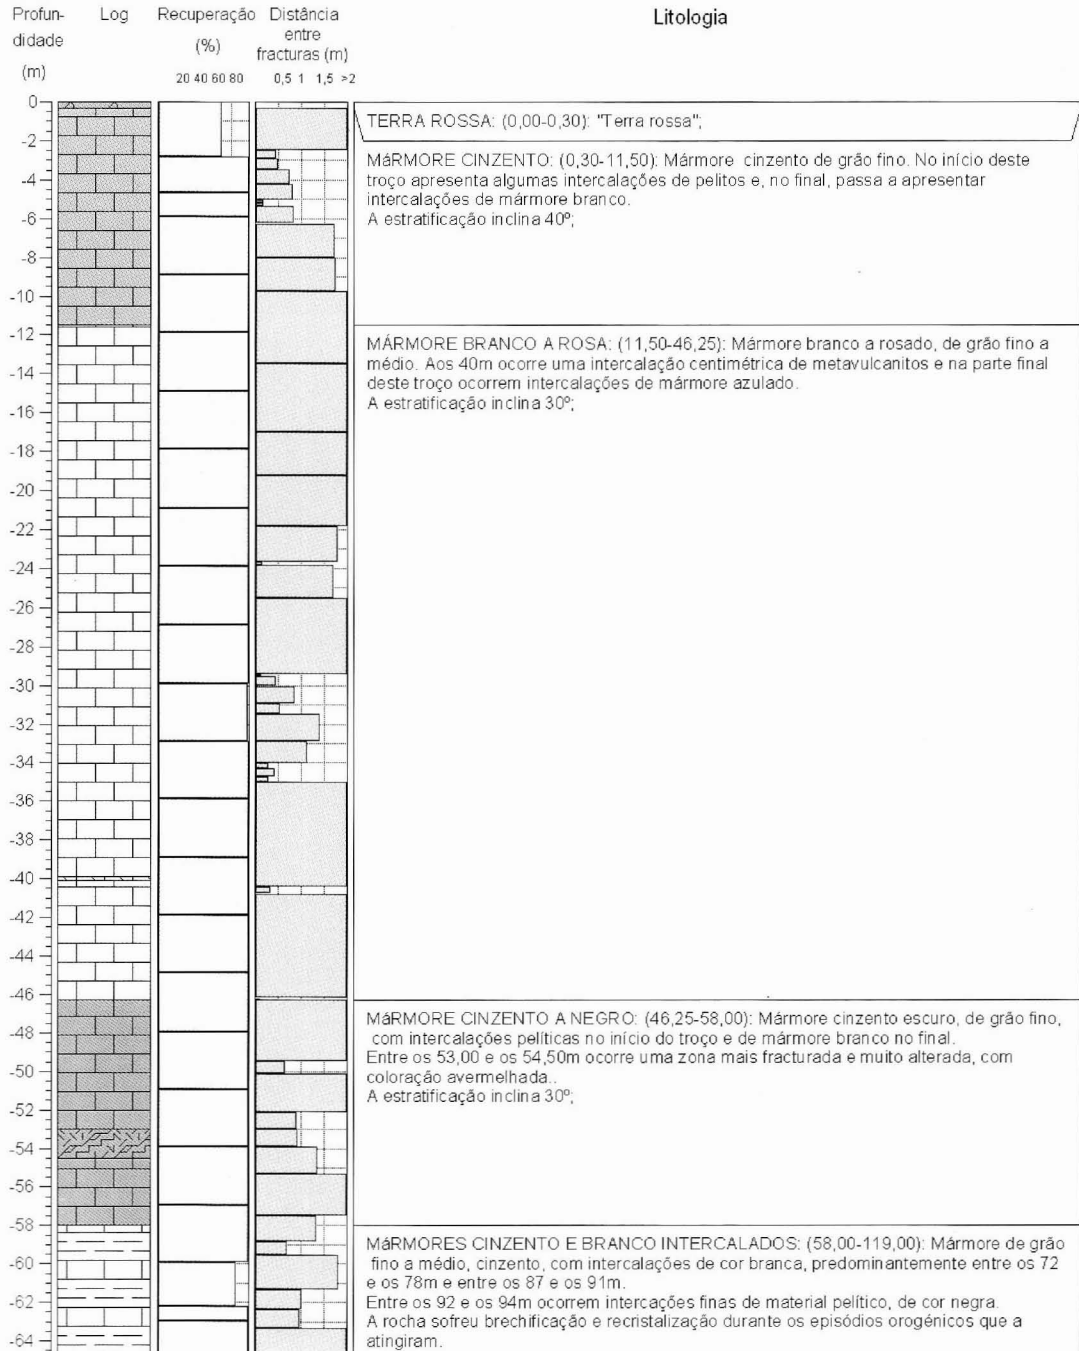 Profun-
didade
(m)
Log
Recuperação
(%)
20 40 60 80
Distância
entre
fracturas (m)
0,5 1 1,5 >2
Litologia
0
-2
-4
-6
-8
-10
-12
-14
-16
-18
-20
-22
-24
-26
-28
-30
-32
-34
-36
-38
-40
-42
-44
-46
-48
-50
-52
-54
-56
-58
-60
-62
-64
TERRA ROSSA: (0,00-0,30): "Terra rossa";
MáRMORE CINZENTO: (0,30-11,50): Mármore cinzento de grão fino. No início deste
troço apresenta algumas intercalações de pelitos e, no final, passa a apresentar
intercalações de mármore branco.
A estratificação inclina 40º;
MÁRMORE BRANCO A ROSA: (11,50-46,25): Mármore branco a rosado, de grão fino a
médio. Aos 40m ocorre uma intercalação centimétrica de metavulcanitos e na parte final
deste troço ocorrem intercalações de mármore azulado.
A estratificação inclina 30º;
MáRMORE CINZENTO A NEGRO: (46,25-58,00): Mármore cinzento escuro, de grão fino,
com intercalações pelíticas no início do troço e de mármore branco no final.
Entre os 53,00 e os 54,50m ocorre uma zona mais fracturada e muito alterada, com
coloração avermelhada..
A estratificação inclina 30º;
MáRMORES CINZENTO E BRANCO INTERCALADOS: (58,00-119,00): Mármore de grão
fino a médio, cinzento, com intercalações de cor branca, predominantemente entre os 72
e os 78m e entre os 87 e os 91m.
Entre os 92 e os 94m ocorrem intercações finas de material pelítico, de cor negra.
A rocha sofreu brechificação e recristalização durante os episódios orogénicos que a
atingiram.